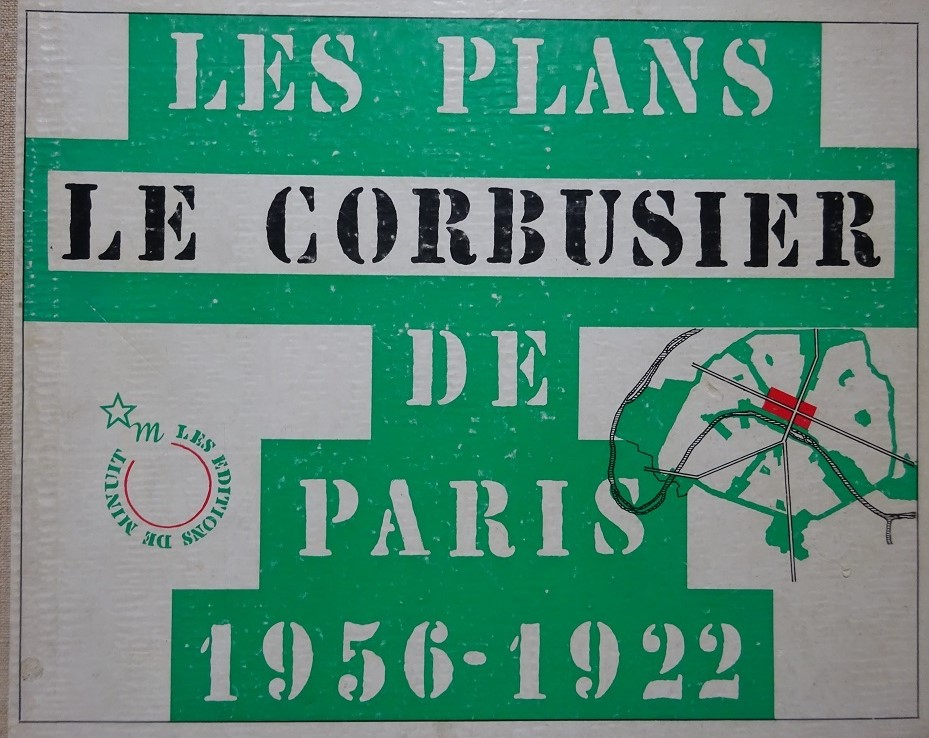 LES PLANS
LE CORBUSIER
DE
m
LES EDITIONS DE MINUIT
PARIS
1956-1922